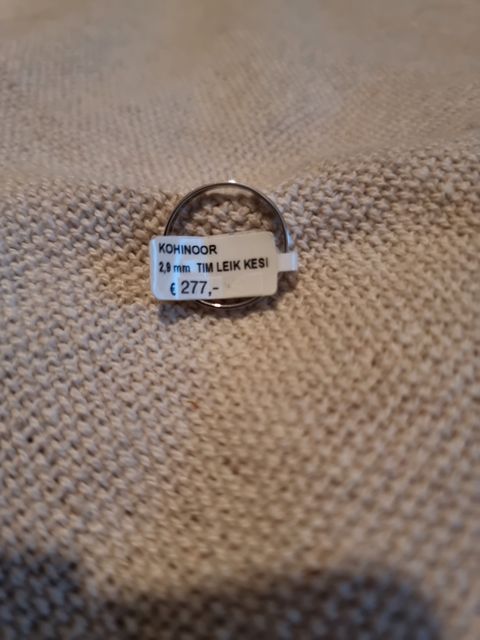 KOHINOOR
2,9 mm TIM LEIK KESI
€ 277,-